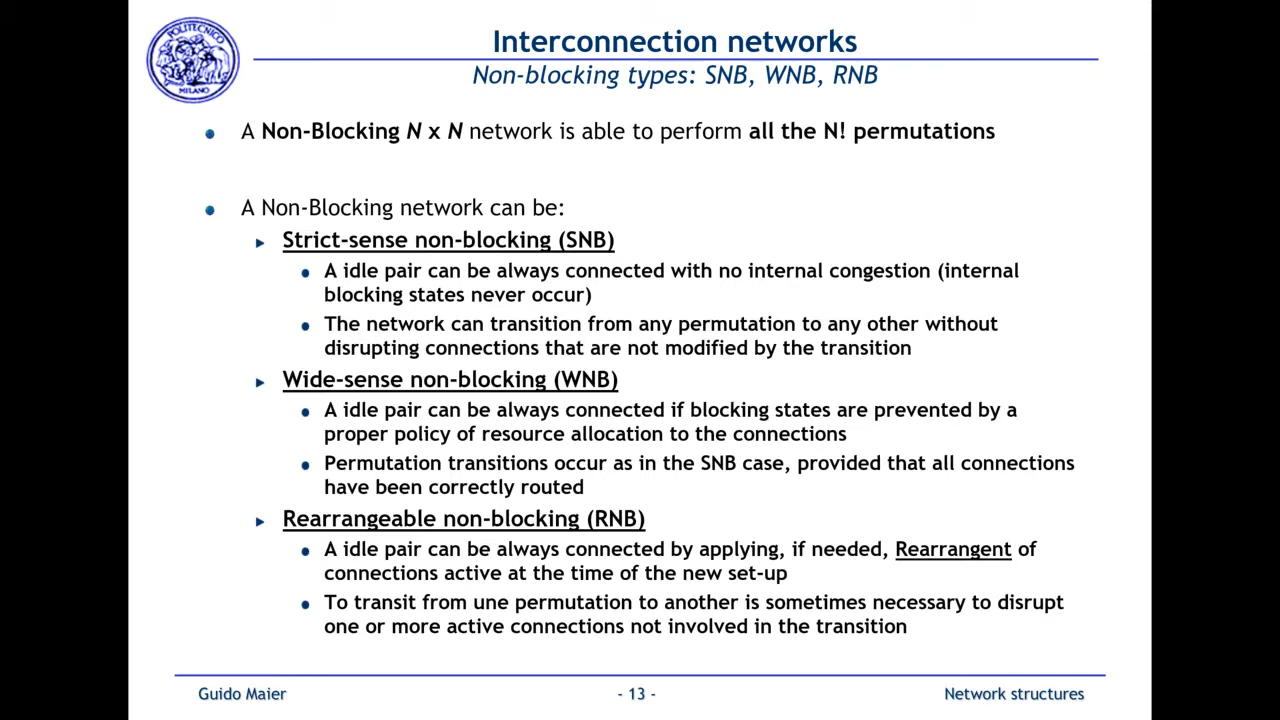 POLITECNICO
MILANO
Interconnection networks
Non-blocking types: SNB, WNB, RNB
A Non-Blocking N x N network is able to perform all the N! permutations
A Non-Blocking network can be:
Strict-sense non-blocking (SNB)
A idle pair can be always connected with no internal congestion (internal
blocking states never occur)
The network can transition from any permutation to any other without
disrupting connections that are not modified by the transition
Wide-sense non-blocking (WNB)
A idle pair can be always connected if blocking states are prevented by a
proper policy of resource allocation to the connections
Permutation transitions occur as in the SNB case, provided that all connections
have been correctly routed
Rearrangeable non-blocking (RNB)
A idle pair can be always connected by applying, if needed, Rearrangent of
connections active at the time of the new set-up
To transit from une permutation to another is sometimes necessary to disrupt
one or more active connections not involved in the transition
Guido Maier
- 13 -
Network structures